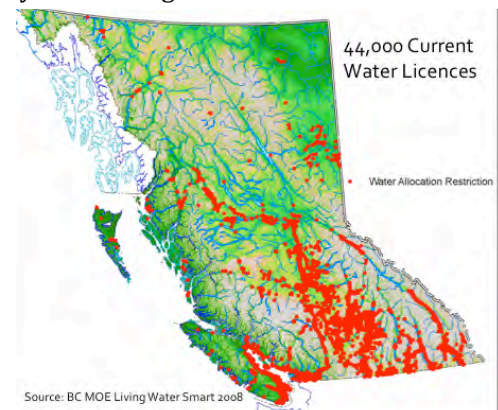 44,000 Current
Water Licences
Water Allocation Restriction
Source: BC MOE Living Water Smart 2008